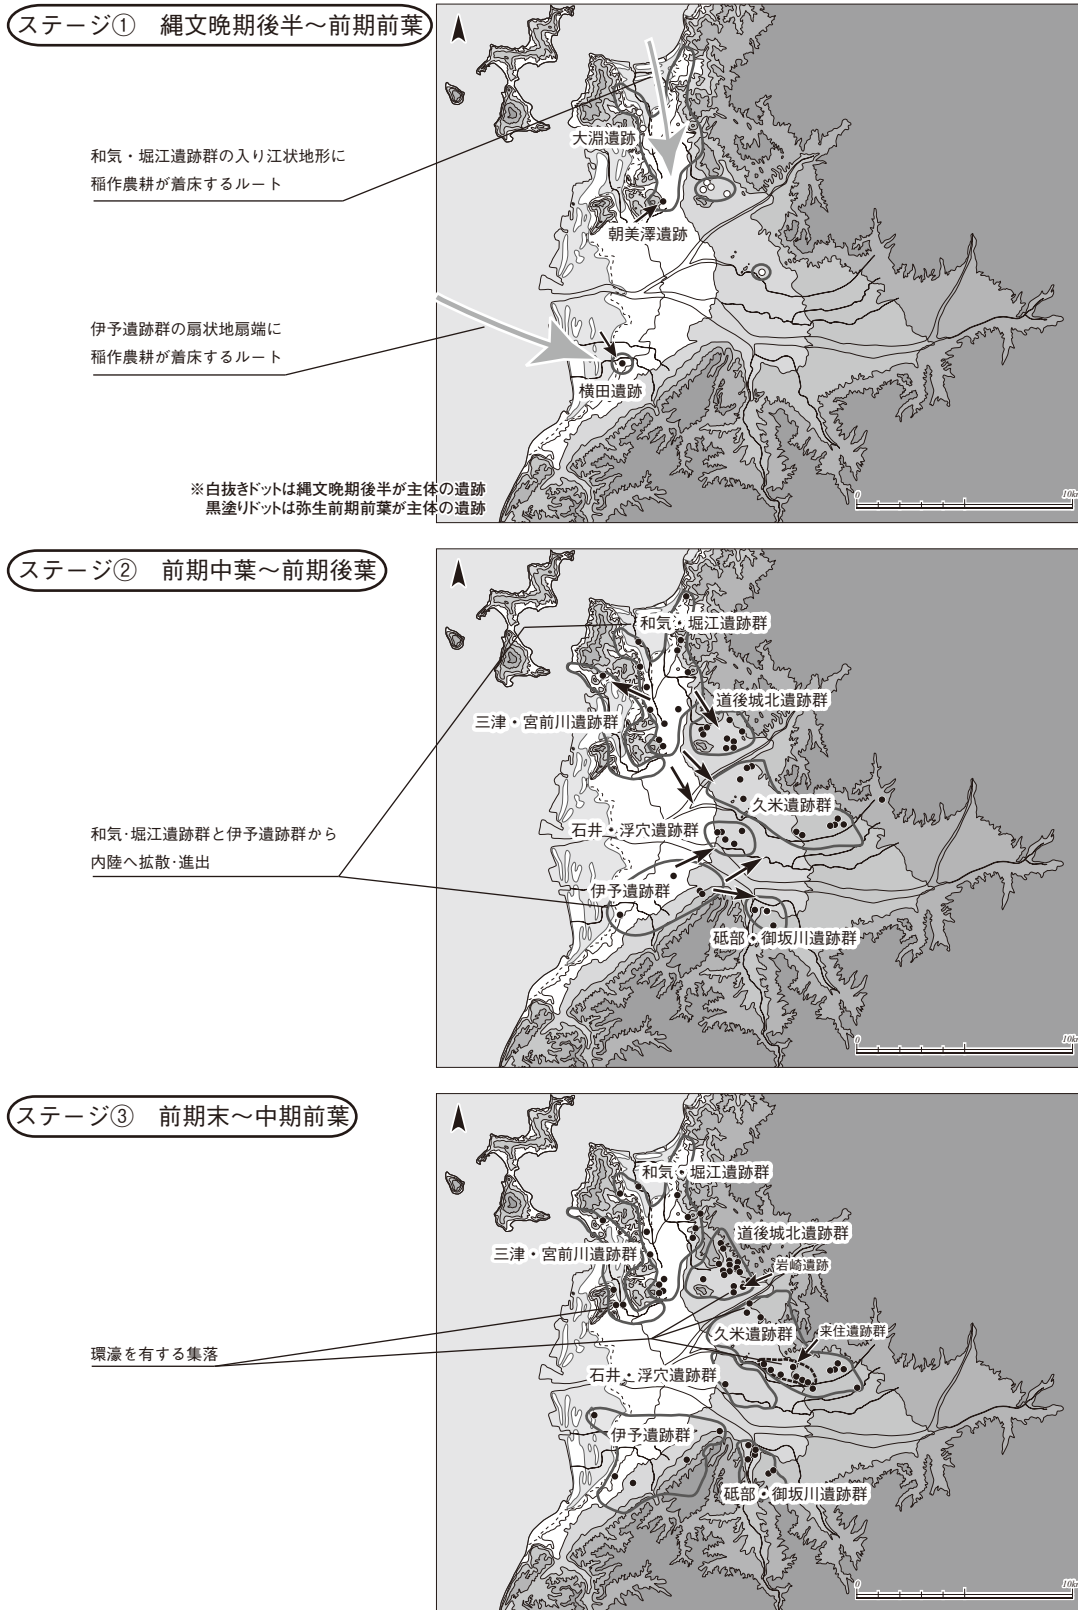 ステージ① 縄文晩期後半～前期前葉
大淵遺跡
和気・堀江遺跡群の入り江状地形に
稲作農耕が着床するルート
朝美澤遺跡
伊予遺跡群の扇状地扇端に
稲作農耕が着床するルート
横田遺跡
※白抜きドットは縄文晩期後半が主体の遺跡
黒塗りドットは弥生前期前葉が主体の遺跡
0 10km
ステージ② 前期中葉～前期後葉
和気・堀江遺跡群
道後城北遺跡群
三津・宮前川遺跡群
久米遺跡群
石井・浮穴遺跡群
和気・堀江遺跡群と伊予遺跡群から
内陸へ拡散・進出
伊予遺跡群
砥部・御坂川遺跡群
0 10km
ステージ③ 前期末～中期前葉
和気・堀江遺跡群
道後城北遺跡群
三津・宮前川遺跡群
岩崎遺跡
久米遺跡群
来住遺跡群
環濠を有する集落
石井・浮穴遺跡群
伊予遺跡群
砥部・御坂川遺跡群
0 10km